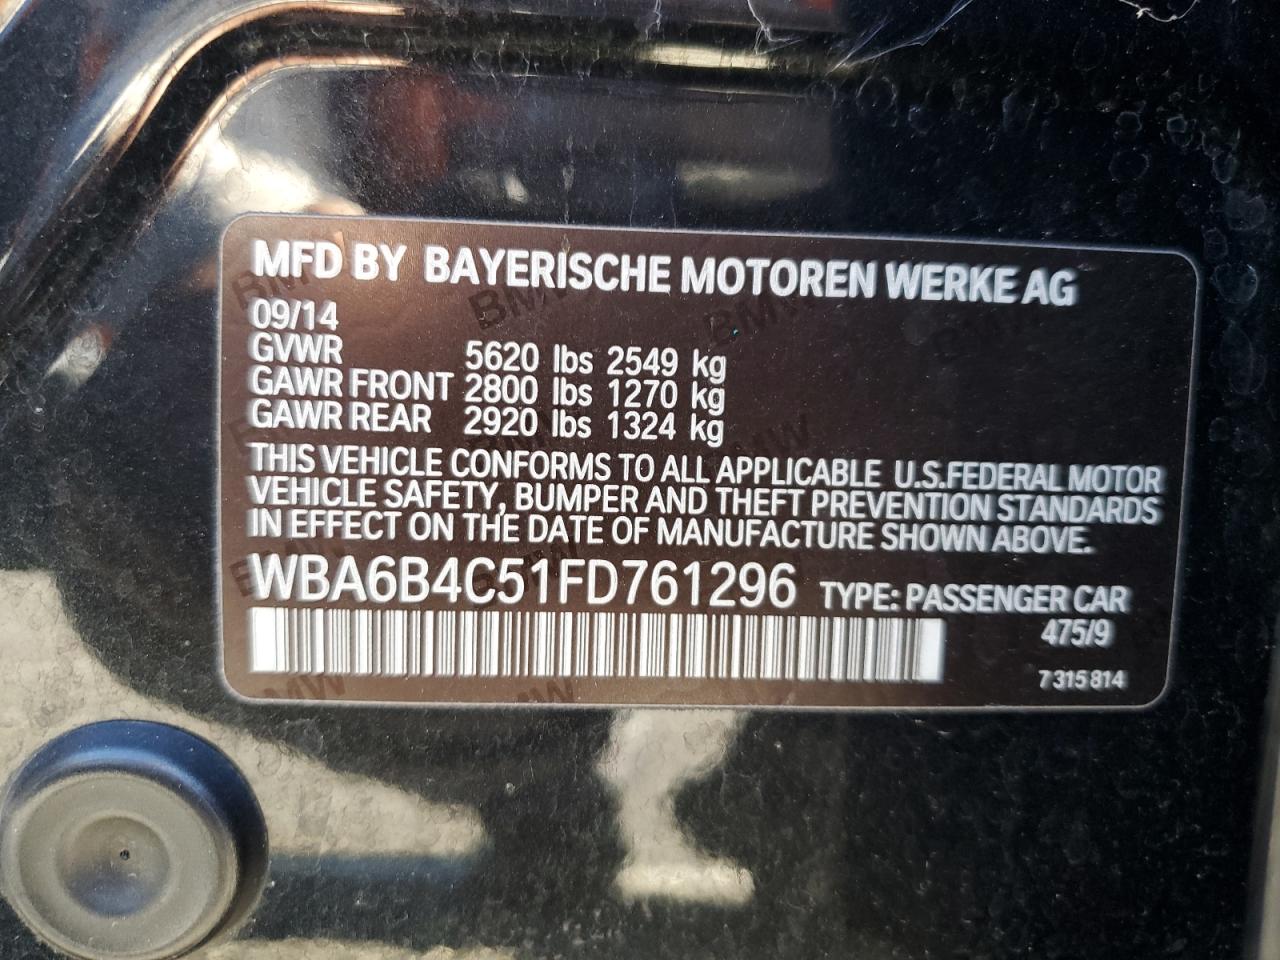 MFD BY BAYERISCHE MOTOREN WERKE AG
09/14
GVWR 5620 lbs 2549 kg
GAWR FRONT 2800 lbs 1270 kg
GAWR REAR 2920 lbs 1324 kg
THIS VEHICLE CONFORMS TO ALL APPLICABLE U.S.FEDERAL MOTOR
VEHICLE SAFETY, BUMPER AND THEFT PREVENTION STANDARDS
IN EFFECT ON THE DATE OF MANUFACTURE SHOWN ABOVE.
WBA6B4C51FD761296 TYPE: PASSENGER CAR
475/9
7 315 814